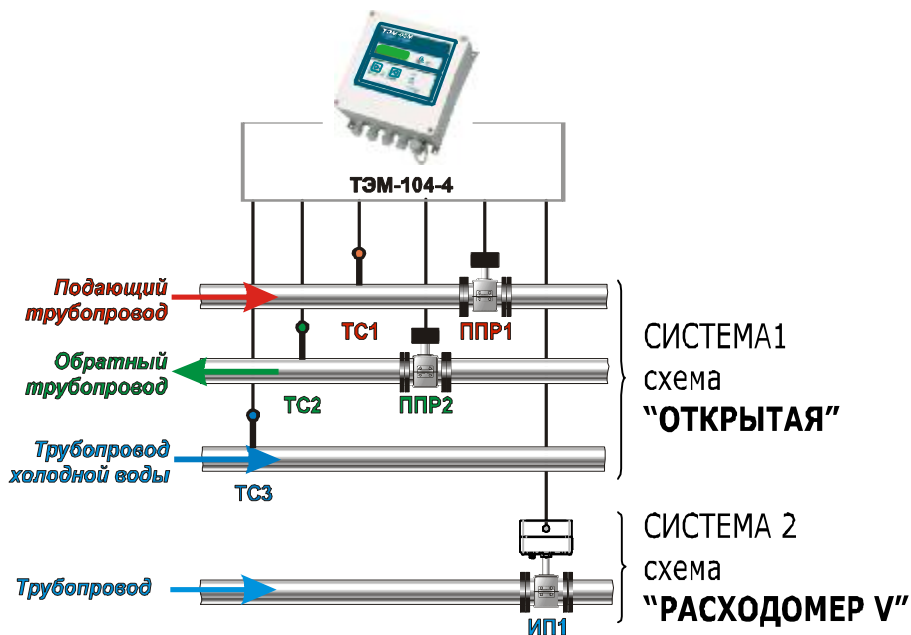 ТЭМ-104-4
Подающий
трубопровод
ТС1
ППР1
Обратный
трубопровод
ТС2
ППР2
Трубопровод
холодной воды
ТС3
СИСТЕМА1
схема
“ОТКРЫТАЯ”
Трубопровод
ИП1
СИСТЕМА 2
схема
“РАСХОДОМЕР V”